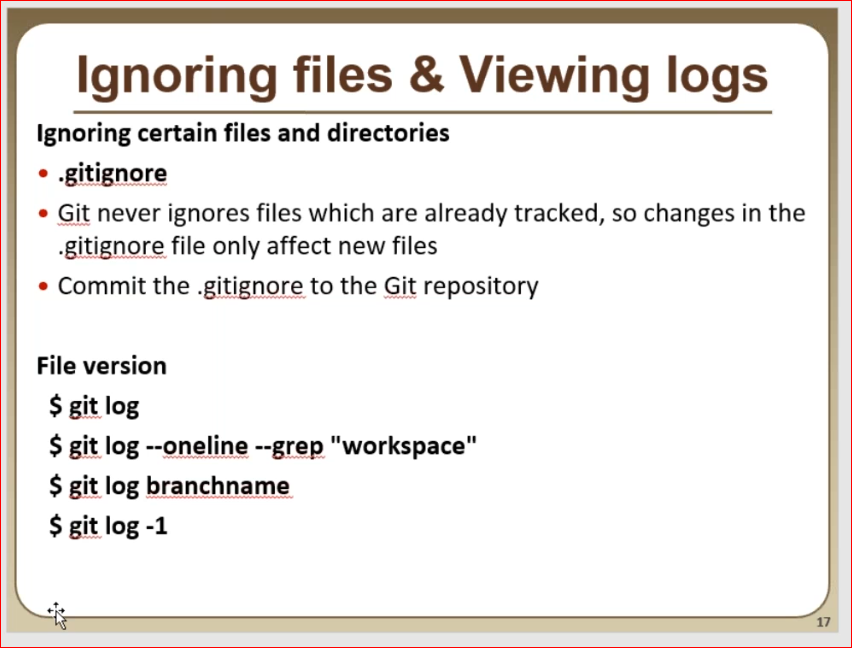 Ignoring files & Viewing logs
Ignoring certain files and directories
• .gitignore
• Git never ignores files which are already tracked, so changes in the
.gitignore file only affect new files
• Commit the .gitignore to the Git repository
File version
$ git log
$ git log --oneline --grep "workspace"
$ git log branchname
$ git log -1
17